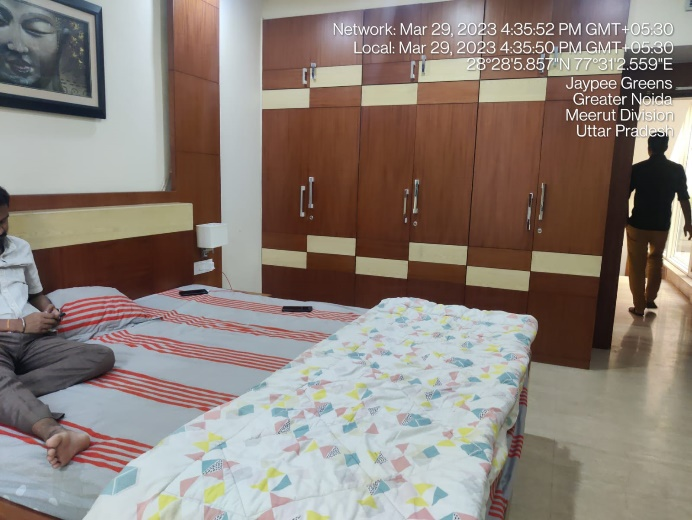 Network: Mar 29, 2023 4:35:52 PM GMT+05:30
Local: Mar 29, 2023 4:35:50 PM GMT+05:30
28°28'5.857"N 77°31'2.559"E
Jaypee Greens
Greater Noida
Meerut Division
Uttar Pradesh